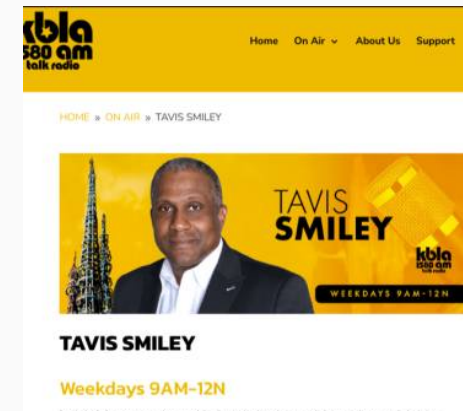 kbla
1580 am
talk radio
Home On Air About Us Support
HOME » ON AIR » TAVIS SMILEY
TAVIS
SMILEY
kbla
1580 am
talk radio
WEEKDAYS 9AM-12N
TAVIS SMILEY
Weekdays 9AM–12N